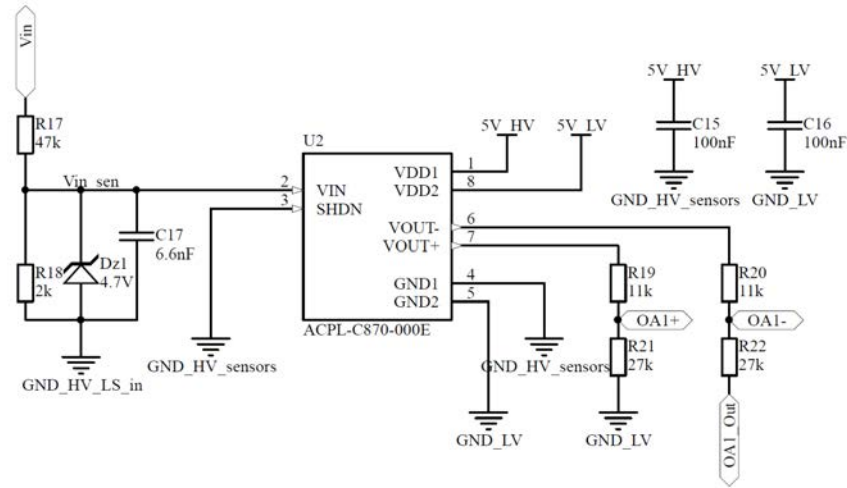 Vin
R17
47k
Vin_sen
R18
2k
Dz1
4.7V
C17
6.6nF
GND_HV_LS_in
GND_HV_sensors
U2
2
VIN
3
SHDN
VDD1
1
VDD2
8
VOUT-
6
VOUT+
7
GND1
4
GND2
5
ACPL-C870-000E
5V_HV
5V_LV
GND_HV_sensors
GND_LV
R19
11k
OA1+
R21
27k
GND_LV
R20
11k
OA1-
R22
27k
OA1_Out
5V_HV
C15
100nF
GND_HV_sensors
5V_LV
C16
100nF
GND_LV